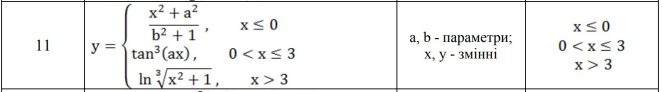 11
y = { (x² + a²)/(b² + 1) , x ≤ 0
tan³(ax) , 0 < x ≤ 3
ln ∛(x² + 1) , x > 3
a, b - параметри;
x, y - змінні
x ≤ 0
0 < x ≤ 3
x > 3